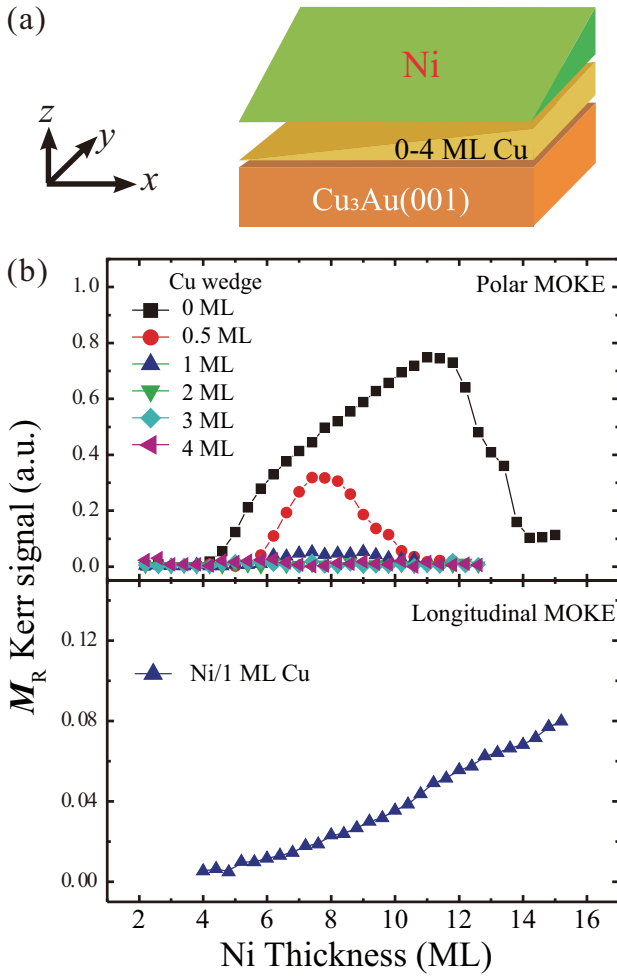 (a)
Ni
z
y
x
0-4 ML Cu
Cu₃Au(001)
(b)
1.0
0.8
0.6
0.4
0.2
0.0
Cu wedge
0 ML
0.5 ML
1 ML
2 ML
3 ML
4 ML
Polar MOKE
M_R Kerr signal (a.u.)
Longitudinal MOKE
0.12
0.08
0.04
0.00
Ni/1 ML Cu
2 4 6 8 10 12 14 16
Ni Thickness (ML)